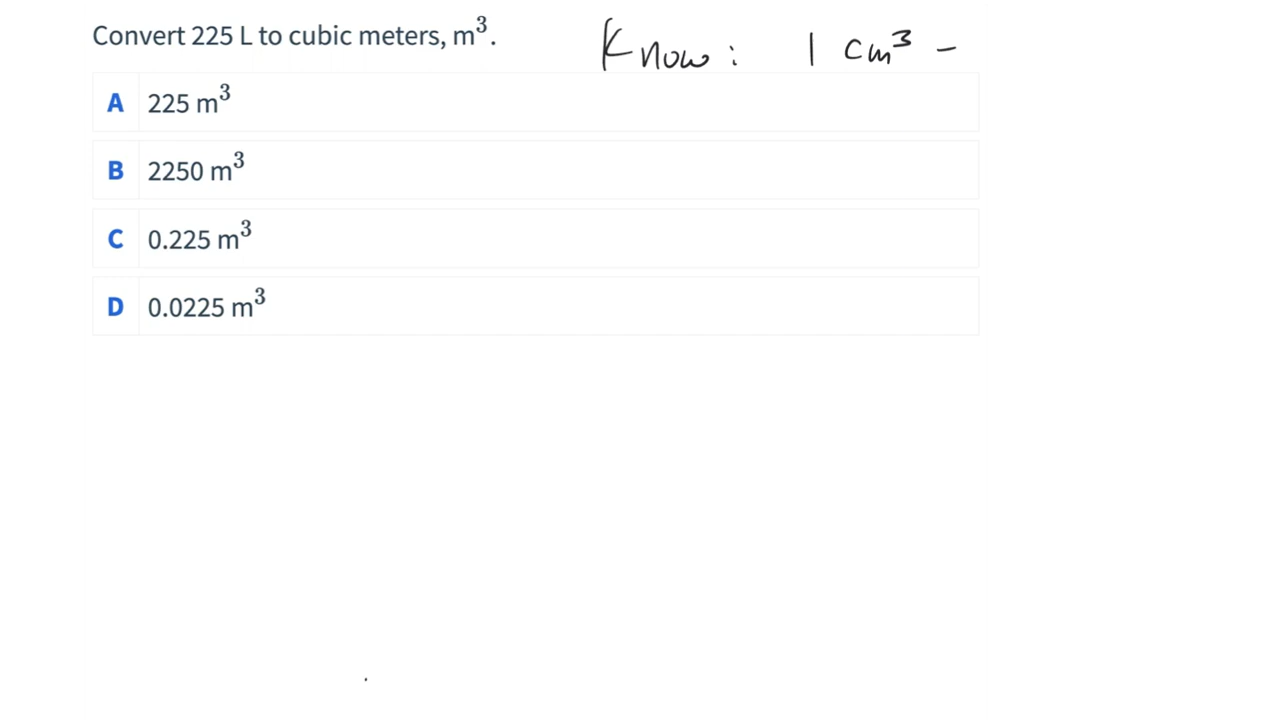 Convert 225 L to cubic meters, m³.
Know: 1 cm³ -
A 225 m³
B 2250 m³
C 0.225 m³
D 0.0225 m³